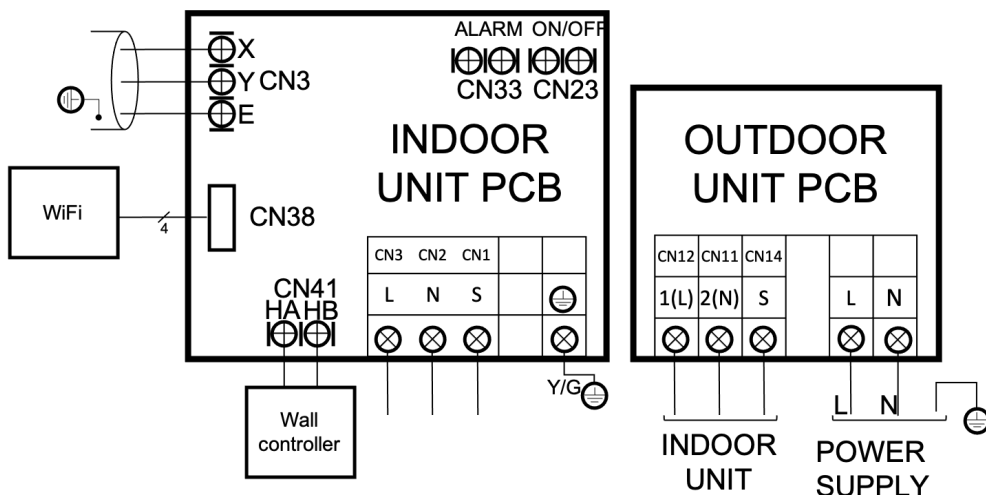 ALARM ON/OFF
CN33 CN23
X
Y CN3
E
INDOOR
UNIT PCB
WiFi
4
CN38
CN41
HA HB
CN3 CN2 CN1
L N S
Y/G
Wall
controller
OUTDOOR
UNIT PCB
CN12 CN11 CN14
1(L) 2(N) S L N
L N
INDOOR
UNIT
POWER
SUPPLY